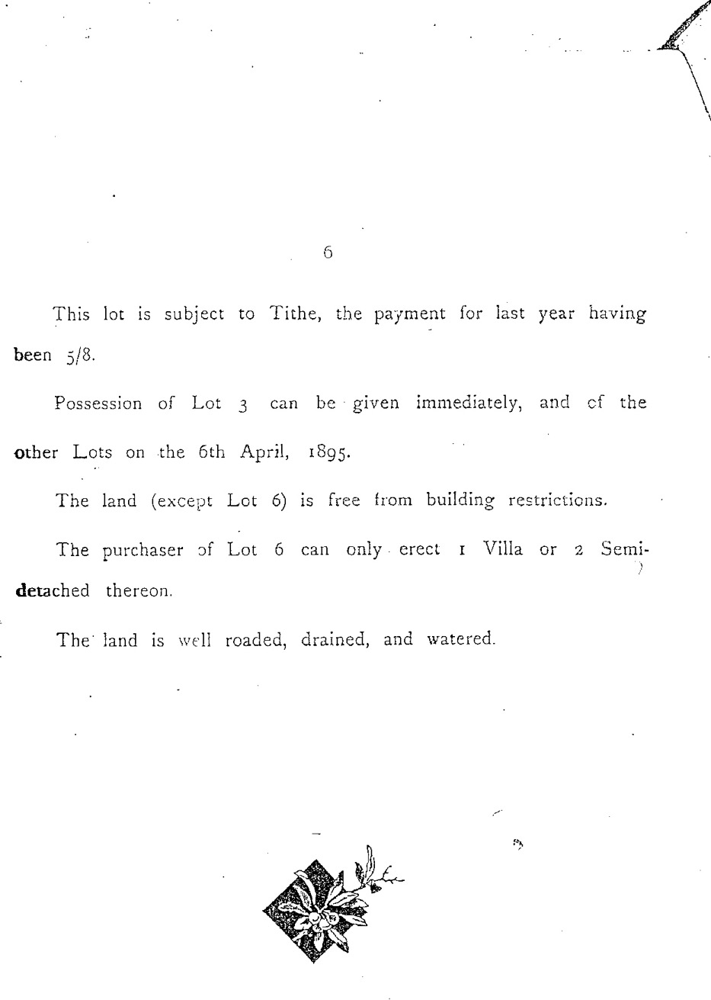 6
This lot is subject to Tithe, the payment for last year having
been 5/8.
Possession of Lot 3 can be given immediately, and of the
other Lots on the 6th April, 1895.
The land (except Lot 6) is free from building restrictions.
The purchaser of Lot 6 can only erect 1 Villa or 2 Semi-
detached thereon.
The land is well roaded, drained, and watered.